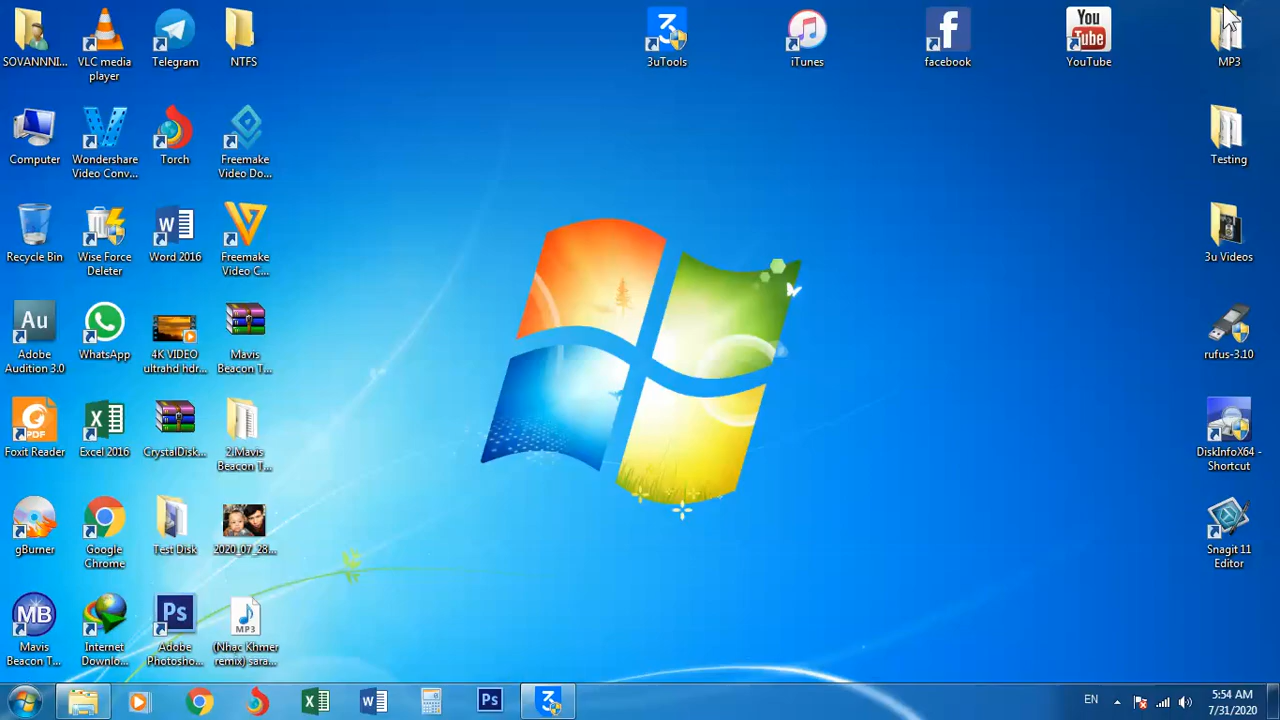 SOVANNNI...
VLC media
player
Telegram
NTFS
3uTools
iTunes
f
facebook
You
Tube
YouTube
MP3
Computer
Wondershare
Video Conv...
Torch
Freemake
Video Do...
Testing
Recycle Bin
Wise Force
Deleter
W
Word 2016
Freemake
Video C...
3u Videos
Au
Adobe
Audition 3.0
WhatsApp
4K VIDEO
ultrahd hdr...
Mavis
Beacon T...
rufus-3.10
PDF
Foxit Reader
X
Excel 2016
CrystalDisk...
2.Mavis
Beacon T...
DiskInfoX64 -
Shortcut
gBurner
Google
Chrome
Test Disk
2020_07_28...
Snagit 11
Editor
MB
Mavis
Beacon T...
Internet
Downlo...
Ps
Adobe
Photosho...
MP3
(Nhac Khmer
remix) sara...
X
W
Ps
EN
5:54 AM
7/31/2020